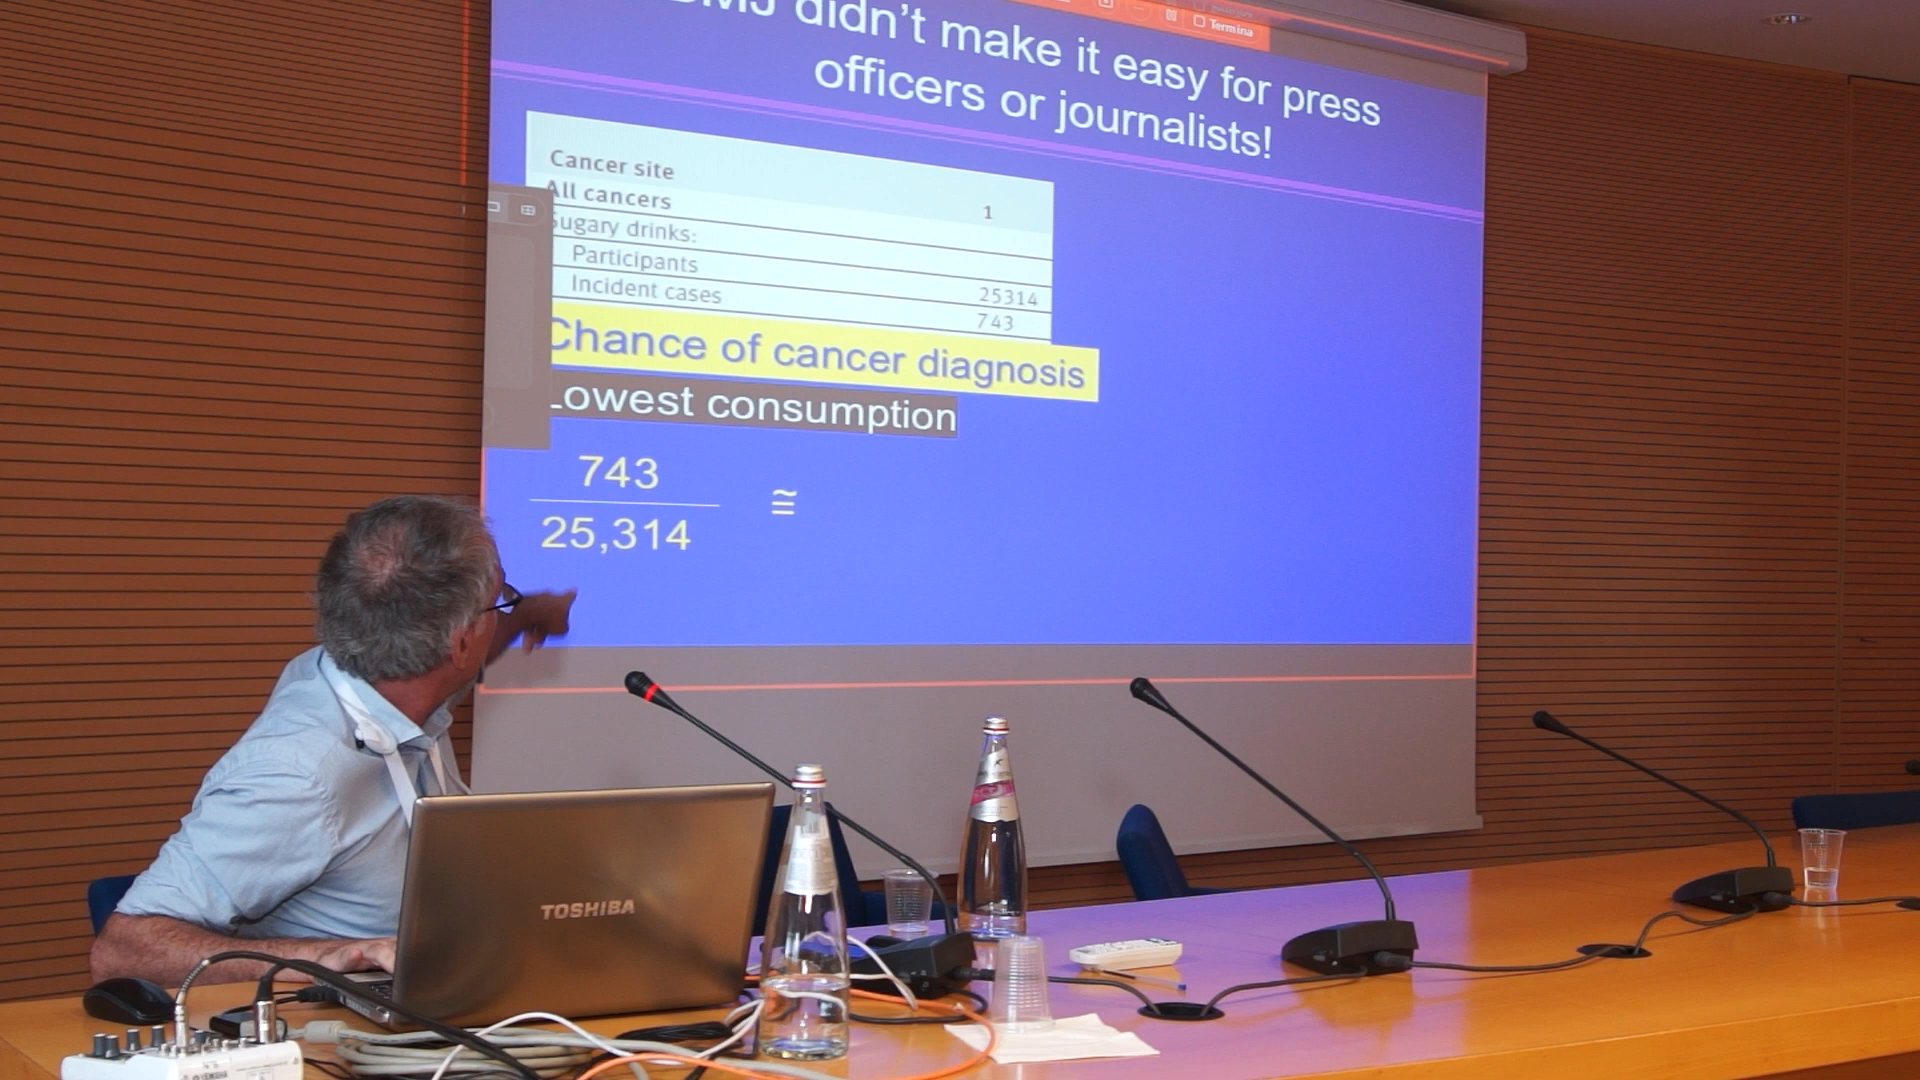 BMJ didn't make it easy for press
officers or journalists!
Termina
Cancer site
All cancers 1
Sugary drinks:
Participants 25314
Incident cases 743
Chance of cancer diagnosis
Lowest consumption
743 ≅
25,314
TOSHIBA